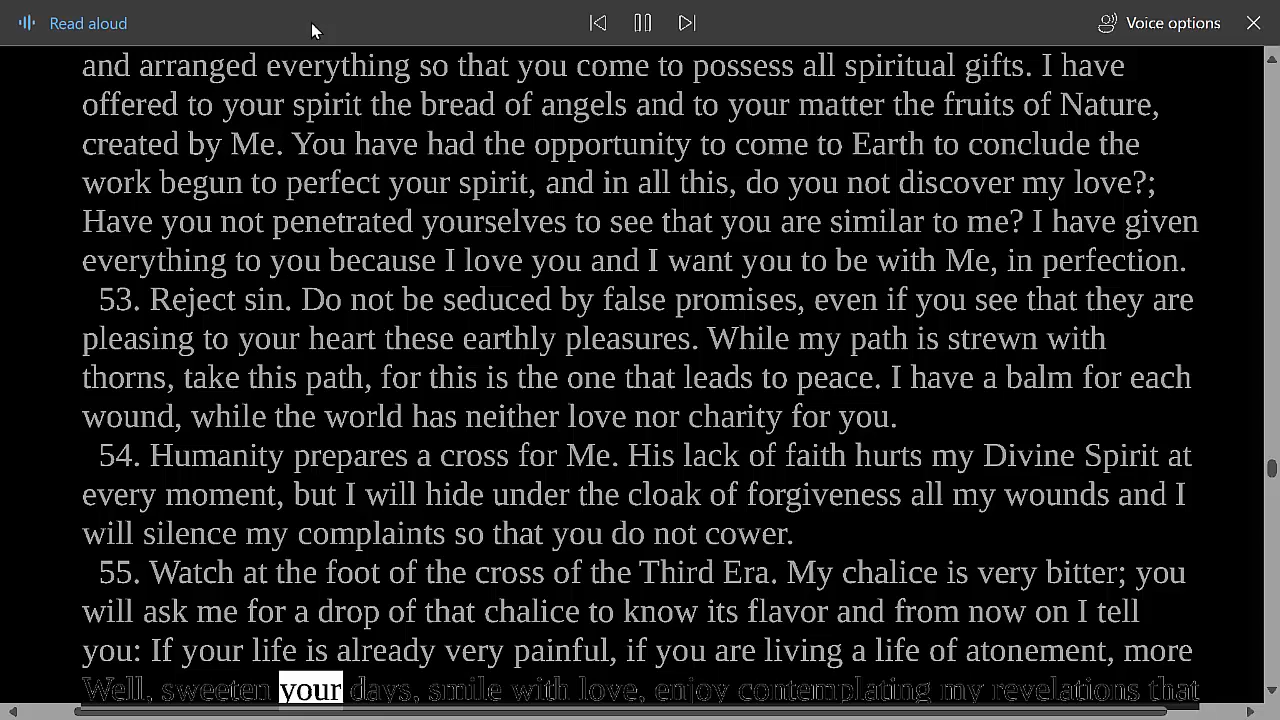 Read aloud
Voice options
and arranged everything so that you come to possess all spiritual gifts. I have
offered to your spirit the bread of angels and to your matter the fruits of Nature,
created by Me. You have had the opportunity to come to Earth to conclude the
work begun to perfect your spirit, and in all this, do you not discover my love?;
Have you not penetrated yourselves to see that you are similar to me? I have given
everything to you because I love you and I want you to be with Me, in perfection.
53. Reject sin. Do not be seduced by false promises, even if you see that they are
pleasing to your heart these earthly pleasures. While my path is strewn with
thorns, take this path, for this is the one that leads to peace. I have a balm for each
wound, while the world has neither love nor charity for you.
54. Humanity prepares a cross for Me. His lack of faith hurts my Divine Spirit at
every moment, but I will hide under the cloak of forgiveness all my wounds and I
will silence my complaints so that you do not cower.
55. Watch at the foot of the cross of the Third Era. My chalice is very bitter; you
will ask me for a drop of that chalice to know its flavor and from now on I tell
you: If your life is already very painful, if you are living a life of atonement, more
Well, sweeten your days, smile with love, enjoy contemplating my revelations that